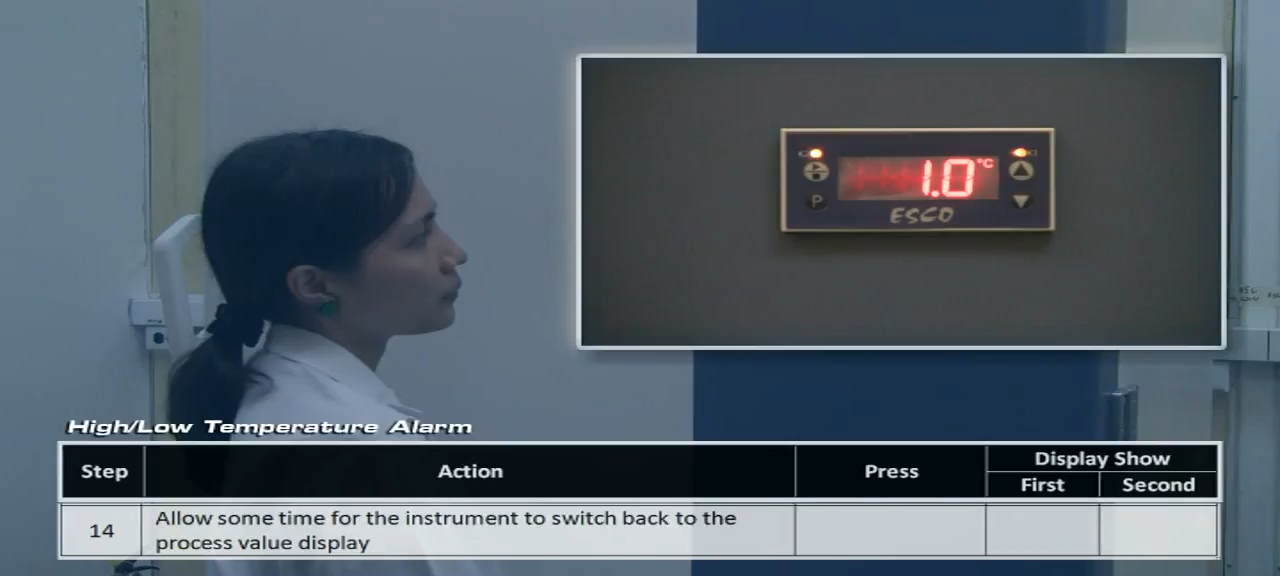 1.0°C
P
ESCO
High/Low Temperature Alarm
Step Action Press Display Show
First Second
14 Allow some time for the instrument to switch back to the
process value display